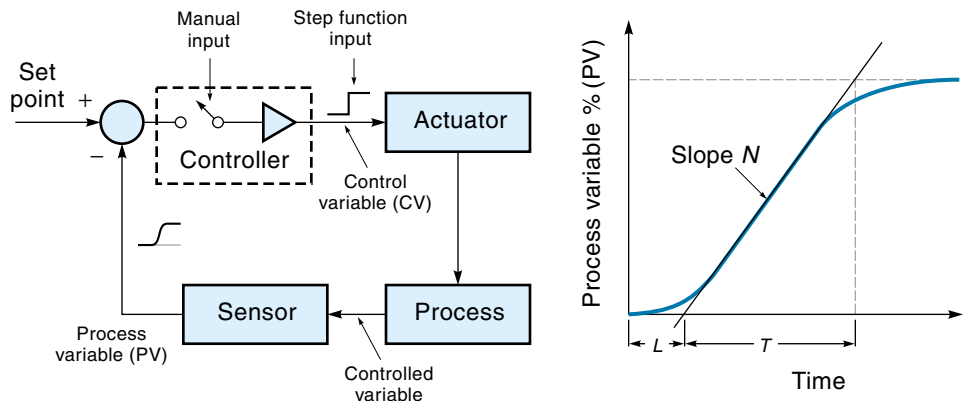 Manual
input
Step function
input
Set
point
+
−
Controller
Actuator
Control
variable (CV)
Sensor
Process
Process
variable (PV)
Controlled
variable
Process variable % (PV)
Slope N
L
T
Time